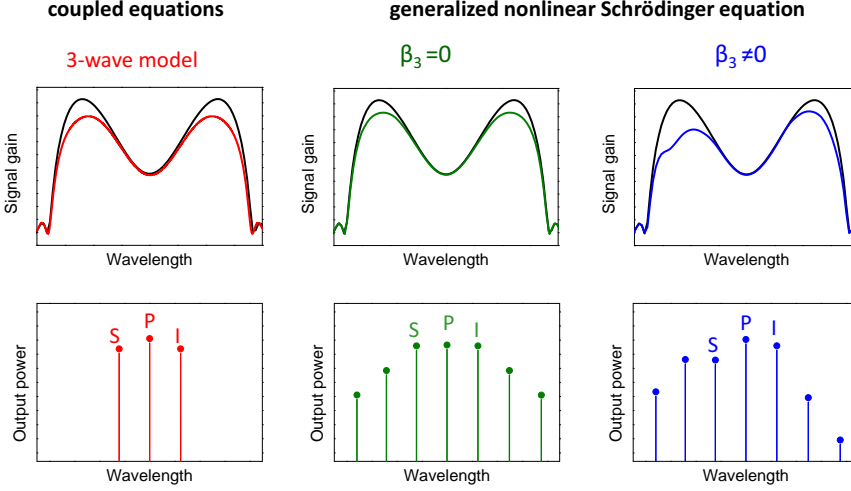 coupled equations
generalized nonlinear Schrödinger equation
3-wave model
β₃=0
β₃≠0
Signal gain
Wavelength
Signal gain
Wavelength
Signal gain
Wavelength
S P I
Output power
Wavelength
S P I
Output power
Wavelength
S P I
Output power
Wavelength